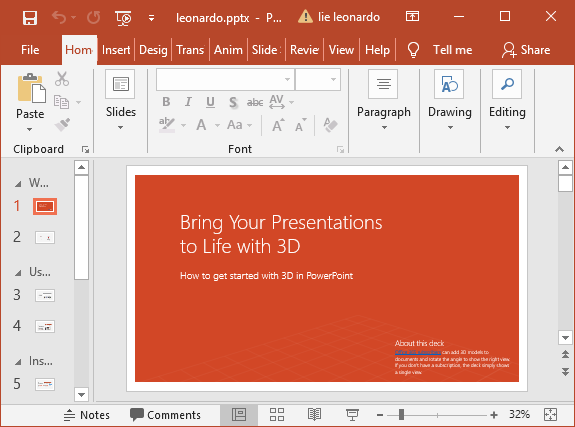 leonardo.pptx - P...
lie leonardo
File Home Insert Desig Trans Anim Slide Revie View Help Tell me Share
Paste
Slides
B I U S abc AV
Aa A A
Paragraph
Drawing
Editing
Clipboard
Font
W...
1
2
Us...
3
4
Ins...
5
Bring Your Presentations
to Life with 3D
How to get started with 3D in PowerPoint
About this deck
can add 3D models to
documents and rotate the angle to show the right view.
If you don't have a subscription, the deck simply shows
a single view.
Notes Comments 32%